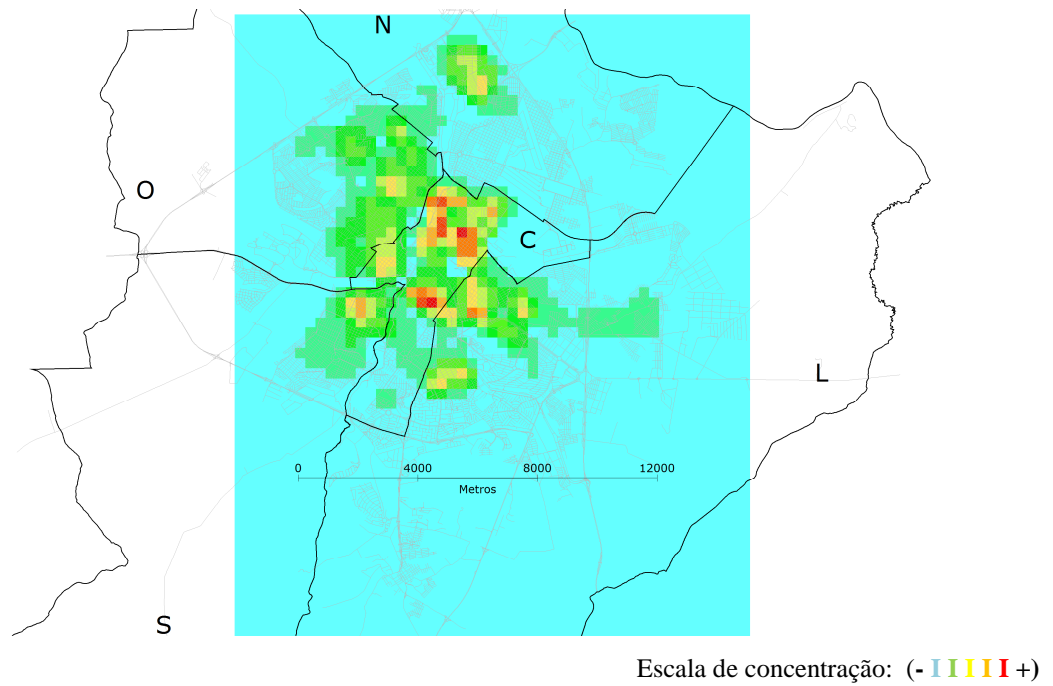 N
O
C
L
0 4000 8000 12000
Metros
S
Escala de concentração: (- I I I I I +)